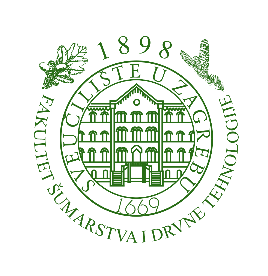 1898
SVEUČILIŠTE U ZAGREBU
1669
FAKULTET ŠUMARSTVA I DRVNE TEHNOLOGIJE